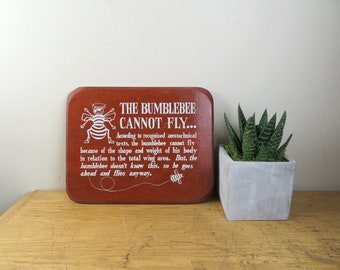 THE BUMBLEBEE
CANNOT FLY...
According to recognized aerotechnical
tests, the bumblebee cannot fly
because of the shape and weight of his body
in relation to the total wing area. But, the
bumblebee doesn't know this, so he goes
ahead and flies anyway.